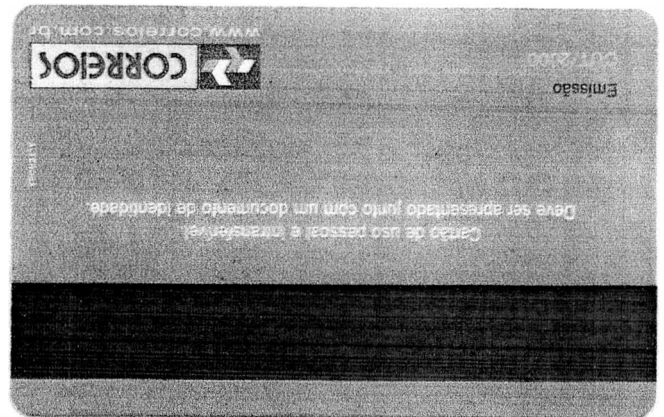 Cartão de uso pessoal e intransferível
Deve ser apresentado junto com um documento de identidade.
Emissão
CORREIOS
www.correios.com.br